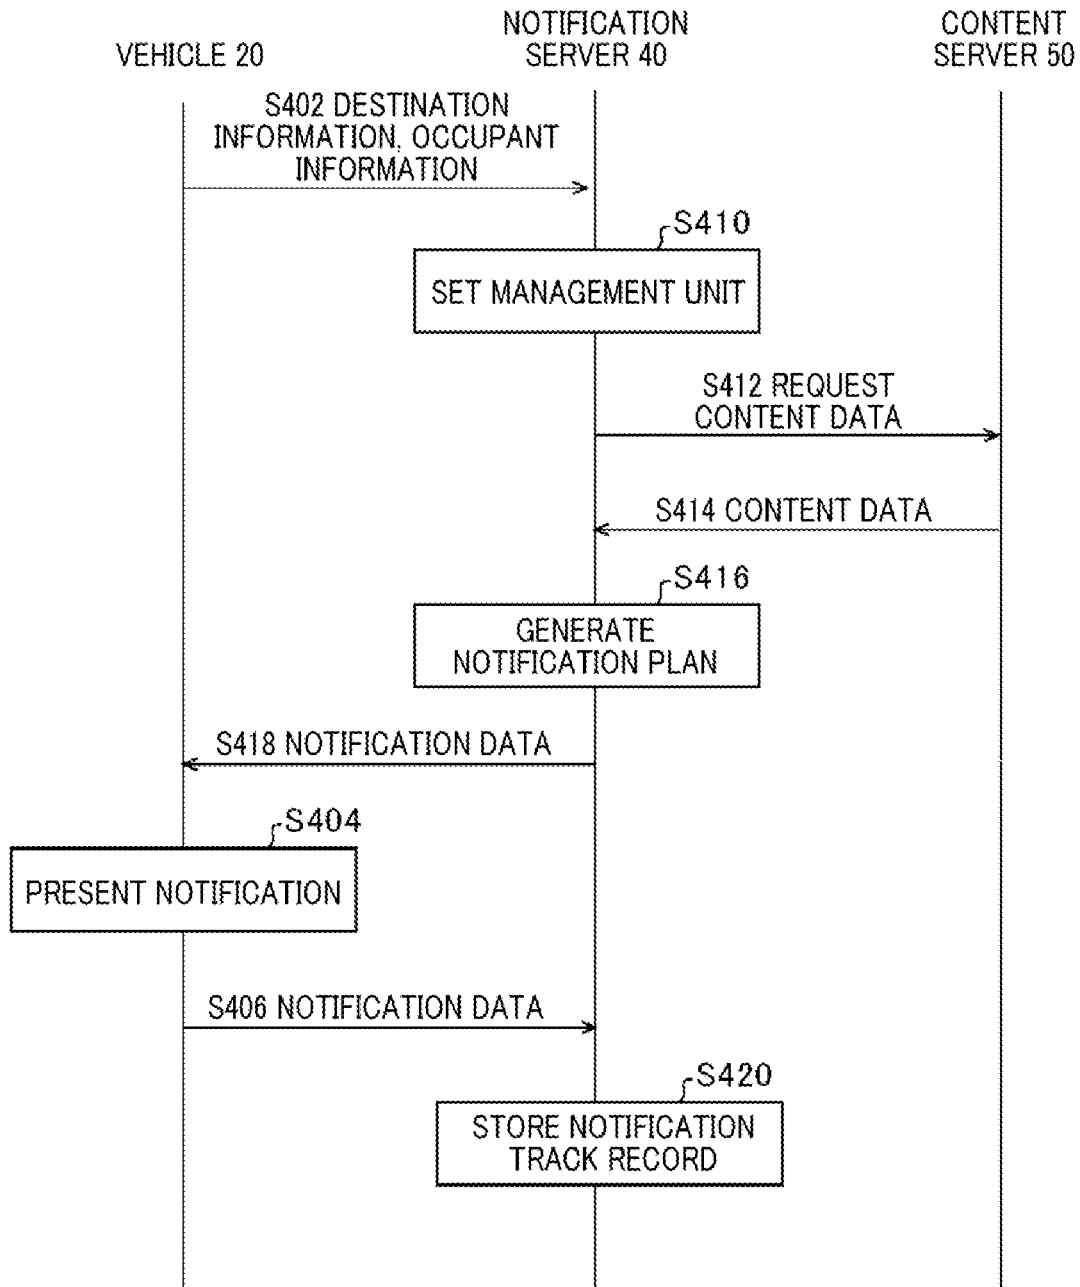 VEHICLE 20
NOTIFICATION
SERVER 40
CONTENT
SERVER 50
S402 DESTINATION
INFORMATION, OCCUPANT
INFORMATION
S410
SET MANAGEMENT UNIT
S412 REQUEST
CONTENT DATA
S414 CONTENT DATA
S416
GENERATE
NOTIFICATION PLAN
S418 NOTIFICATION DATA
S404
PRESENT NOTIFICATION
S406 NOTIFICATION DATA
S420
STORE NOTIFICATION
TRACK RECORD